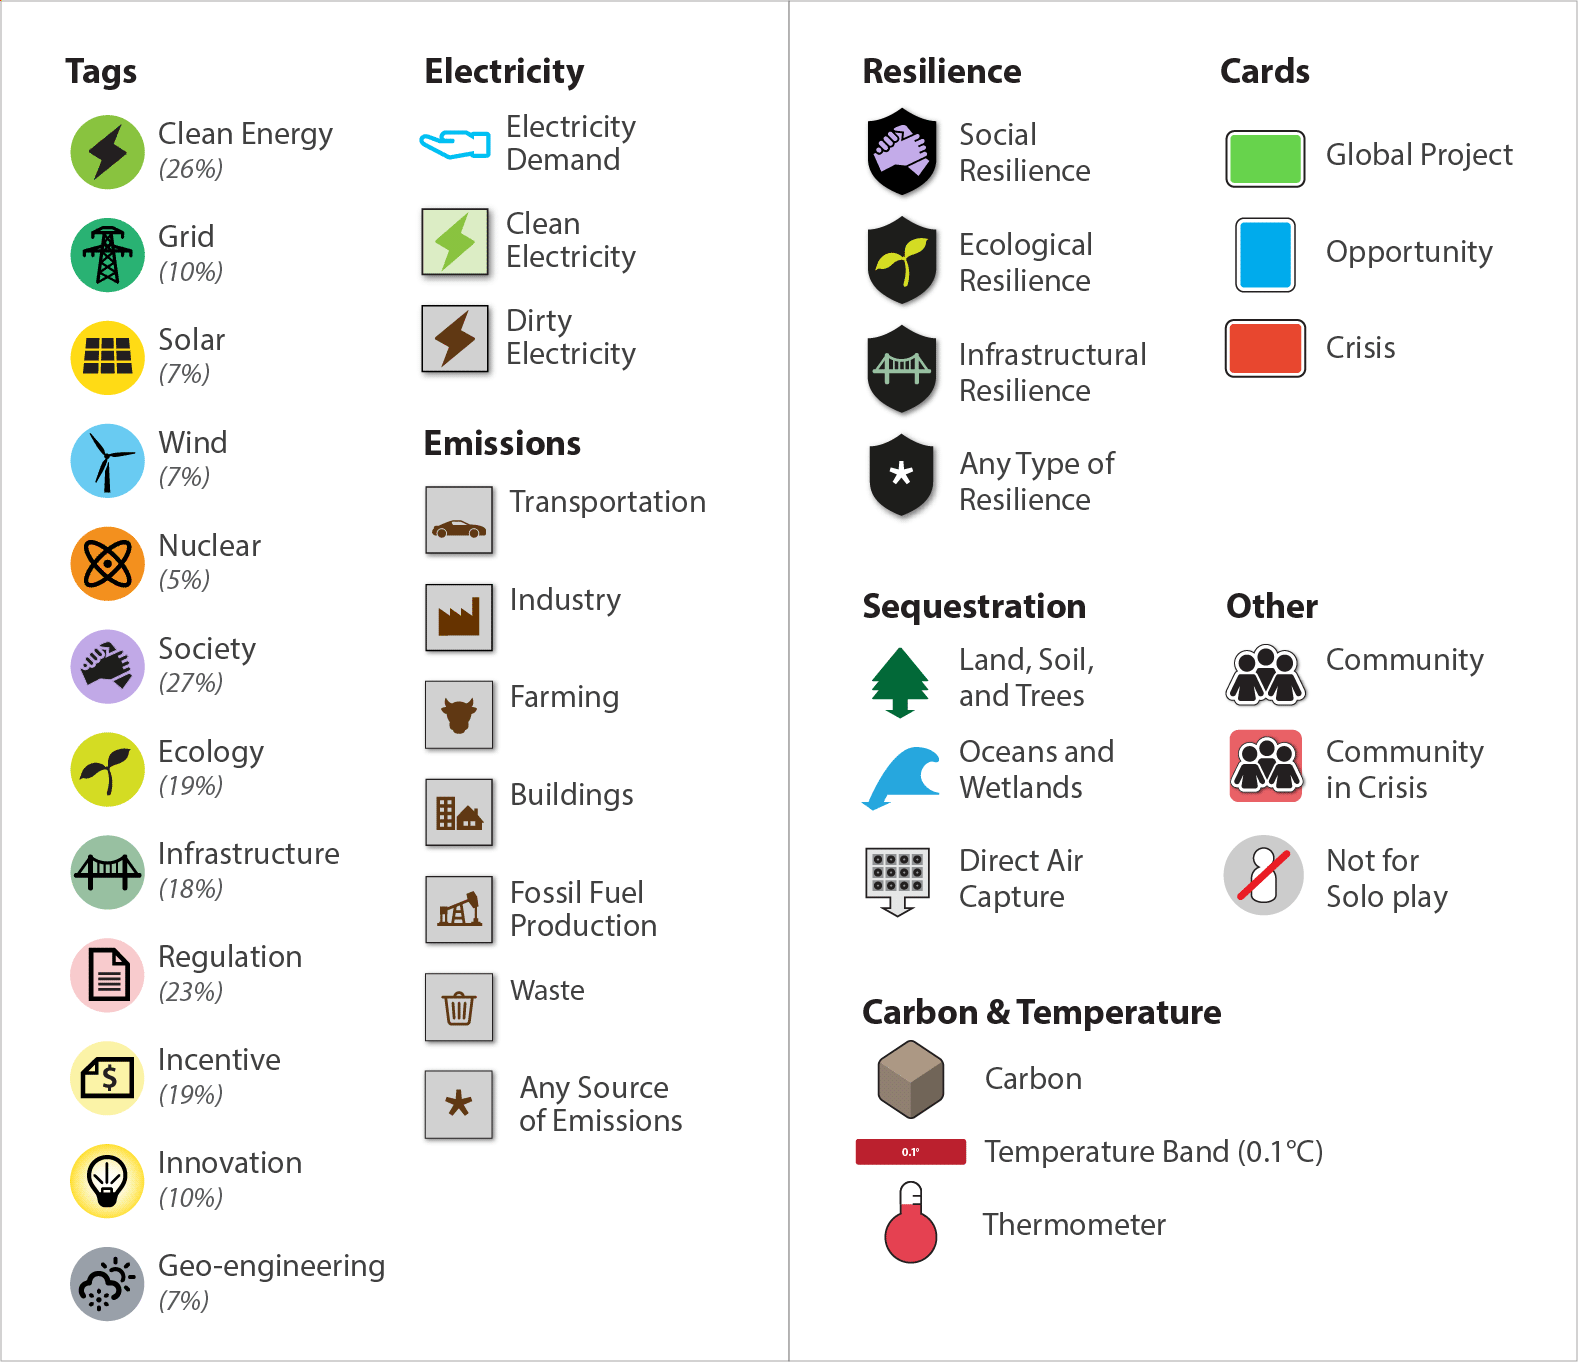 Tags
Clean Energy
(26%)
Grid
(10%)
Solar
(7%)
Wind
(7%)
Nuclear
(5%)
Society
(27%)
Ecology
(19%)
Infrastructure
(18%)
Regulation
(23%)
$
Incentive
(19%)
Innovation
(10%)
Geo-engineering
(7%)
Electricity
Electricity
Demand
Clean
Electricity
Dirty
Electricity
Emissions
Transportation
Industry
Farming
Buildings
Fossil Fuel
Production
Waste
*
Any Source
of Emissions
Resilience
Social
Resilience
Ecological
Resilience
Infrastructural
Resilience
*
Any Type of
Resilience
Cards
Global Project
Opportunity
Crisis
Sequestration
Land, Soil,
and Trees
Oceans and
Wetlands
Direct Air
Capture
Other
Community
Community
in Crisis
Not for
Solo play
Carbon & Temperature
Carbon
0.1°
Temperature Band (0.1°C)
Thermometer